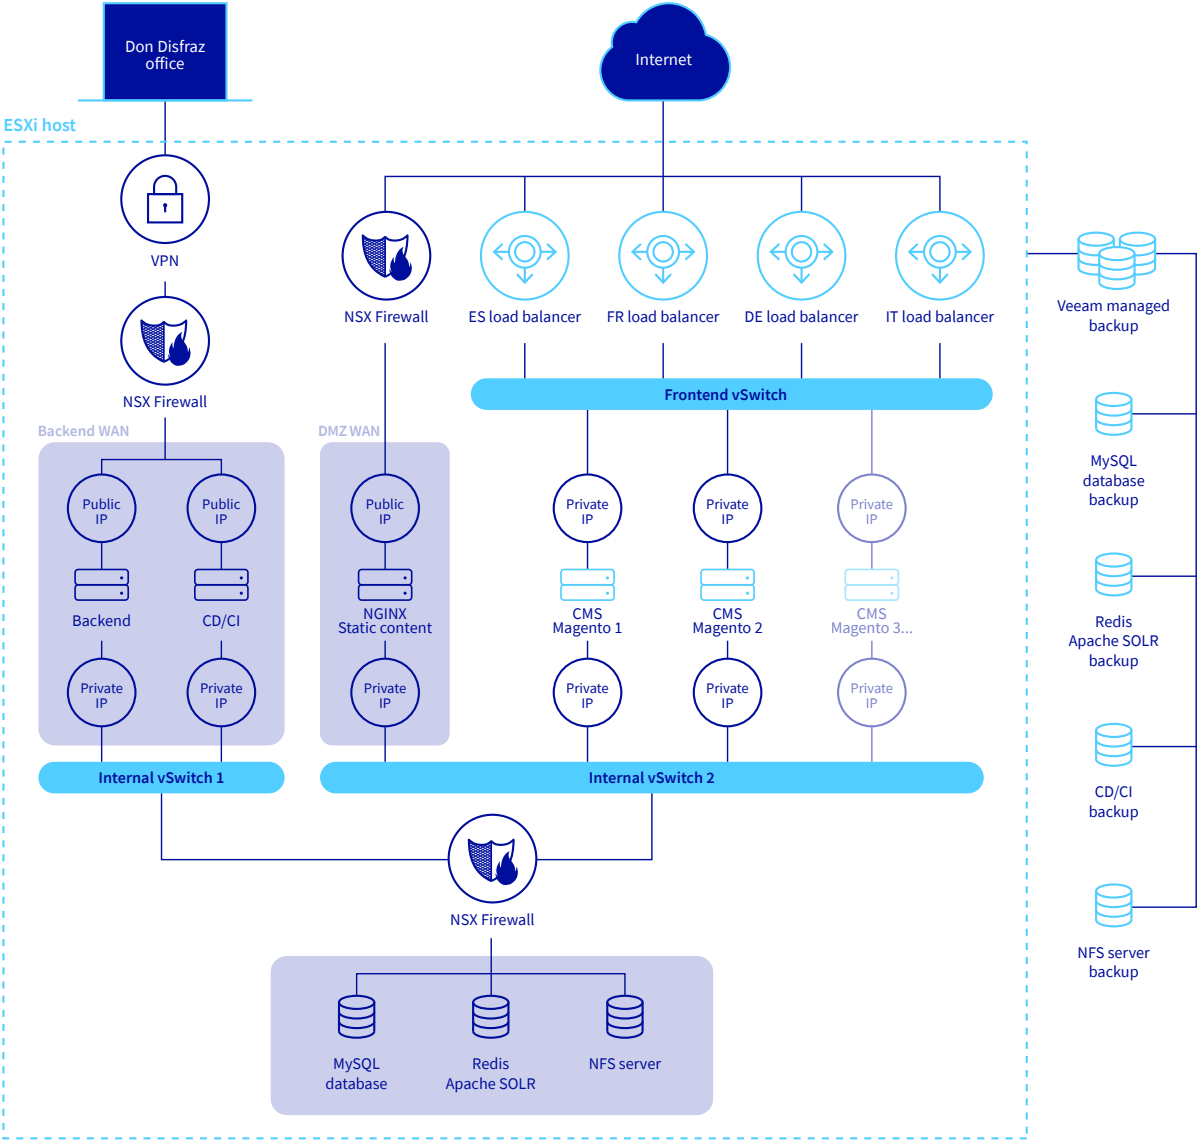 Don Disfraz
office
Internet
ESXi host
VPN
NSX Firewall
NSX Firewall
ES load balancer
FR load balancer
DE load balancer
IT load balancer
Veeam managed
backup
Frontend vSwitch
Backend WAN
DMZ WAN
Public
IP
Public
IP
Public
IP
Private
IP
Private
IP
Private
IP
MySQL
database
backup
Backend
CD/CI
NGINX
Static content
CMS
Magento 1
CMS
Magento 2
CMS
Magento 3...
Redis
Apache SOLR
backup
Private
IP
Private
IP
Private
IP
Private
IP
Private
IP
Private
IP
Internal vSwitch 1
Internal vSwitch 2
CD/CI
backup
NSX Firewall
NFS server
backup
MySQL
database
Redis
Apache SOLR
NFS server